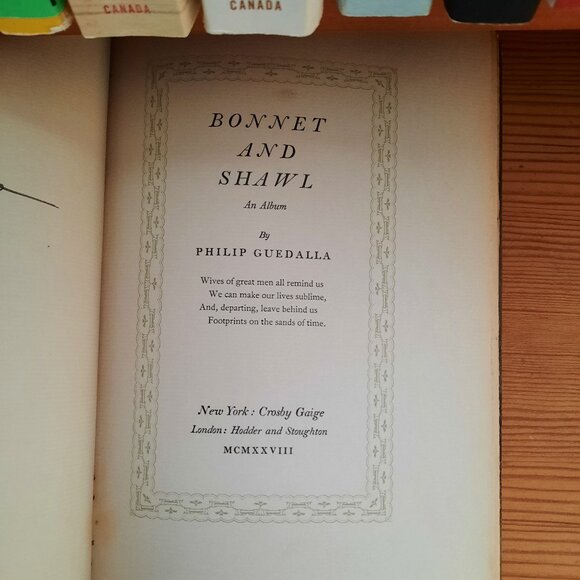 CANADA
CANADA
BONNET
AND
SHAWL
An Album
By
PHILIP GUEDALLA
Wives of great men all remind us
We can make our lives sublime,
And, departing, leave behind us
Footprints on the sands of time.
New York: Crosby Gaige
London: Hodder and Stoughton
MCMXXVIII